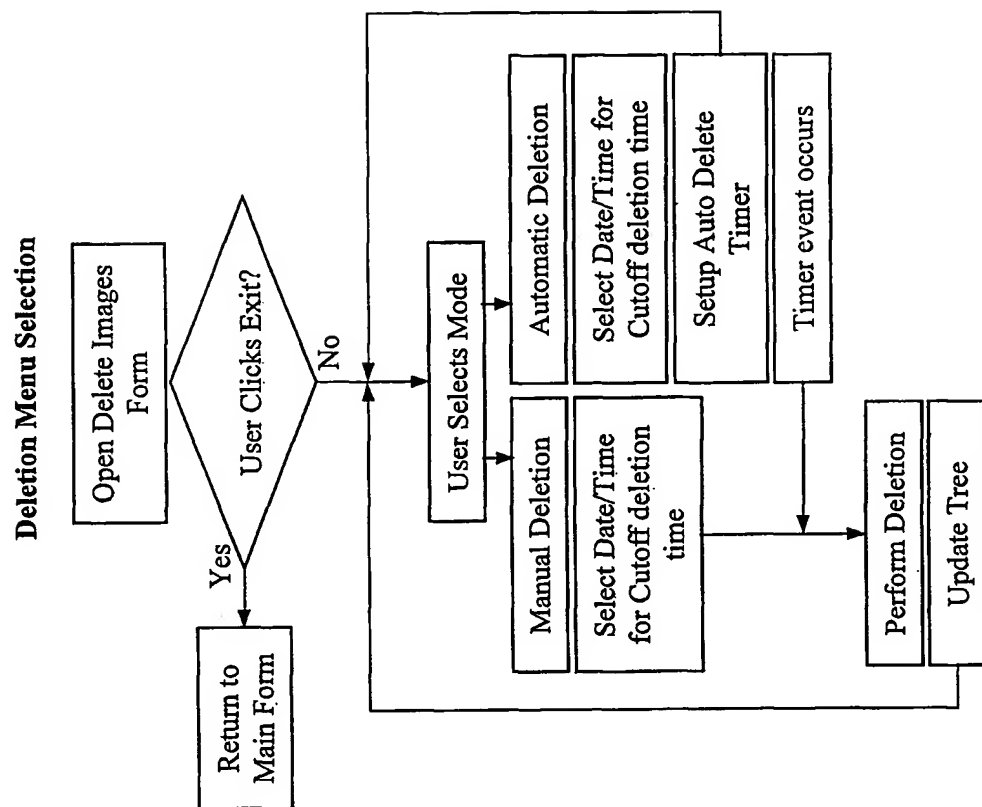 Deletion Menu Selection
Open Delete Images
Form
User Clicks Exit?
Yes
No
Return to
Main Form
User Selects Mode
Manual Deletion
Select Date/Time
for Cutoff deletion
time
Automatic Deletion
Select Date/Time for
Cutoff deletion time
Setup Auto Delete
Timer
Timer event occurs
Perform Deletion
Update Tree